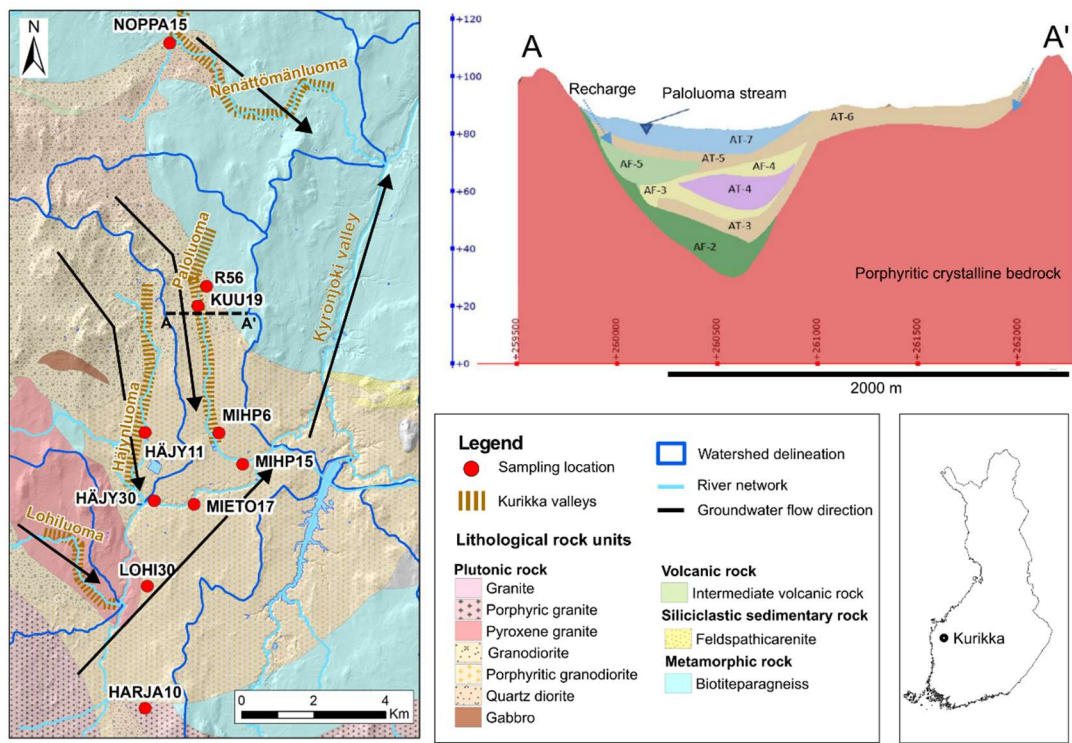 N
NOPPA15
Nenättömänluoma
Kyrönjoki valley
Paloluoma
R56
KUU19
A
A'
Häjynluoma
MIHP6
HÄJY11
MIHP15
HÄJY30
MIETO17
Lohiluoma
LOHI30
HARJA10
0 2 4
Km
+120
+100
+80
+60
+40
+20
+0
A
A'
Recharge
Paloluoma stream
AT-7
AT-6
AF-5
AT-5
AF-4
AF-3
AT-4
AT-3
AF-2
Porphyritic crystalline bedrock
+259500
+260000
+260500
+261000
+261500
+262000
2000 m
Legend
Sampling location
Kurikka valleys
Watershed delineation
River network
Groundwater flow direction
Lithological rock units
Plutonic rock
Granite
Porphyric granite
Pyroxene granite
Granodiorite
Porphyritic granodiorite
Quartz diorite
Gabbro
Volcanic rock
Intermediate volcanic rock
Siliciclastic sedimentary rock
Feldspathicarenite
Metamorphic rock
Biotiteparagneiss
Kurikka